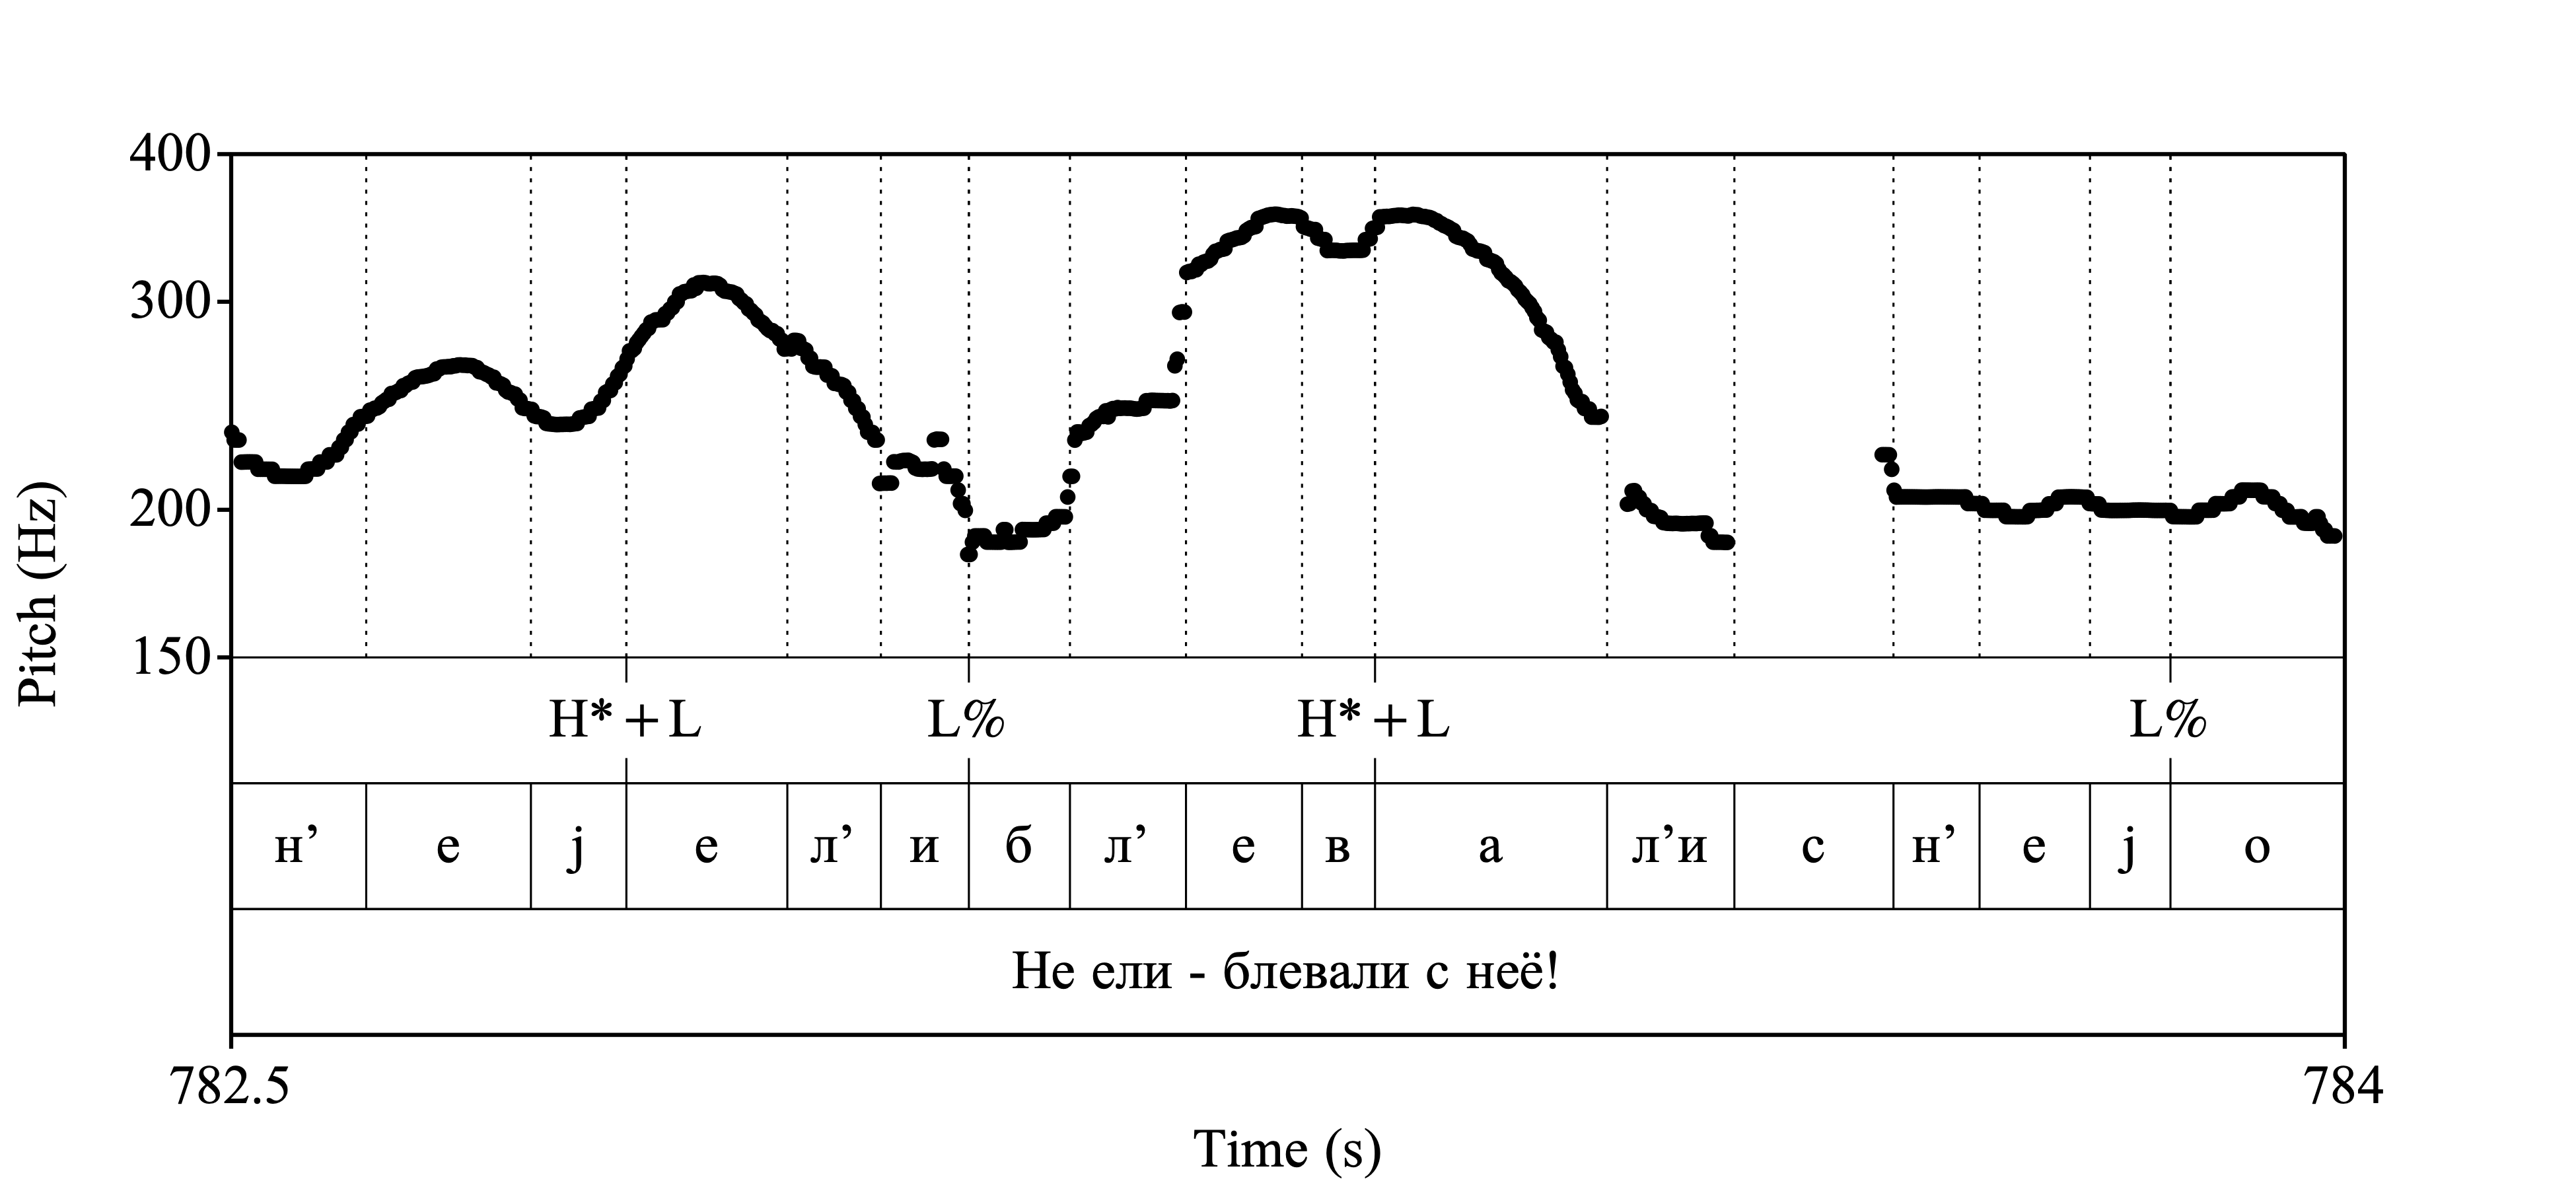 400
300
200
150
Pitch (Hz)
H* + L L% H* + L L%
н’ е j е л’ и б л’ е в а л’и с н’ е j о
Не ели - блевали с неё!
782.5 784
Time (s)